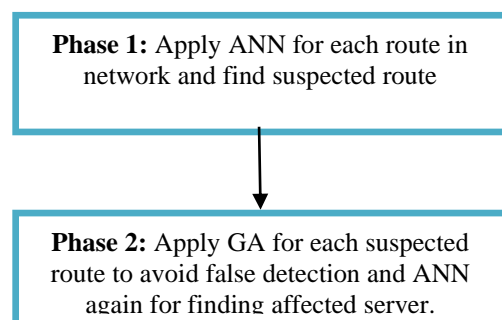 Phase 1: Apply ANN for each route in
network and find suspected route
Phase 2: Apply GA for each suspected
route to avoid false detection and ANN
again for finding affected server.